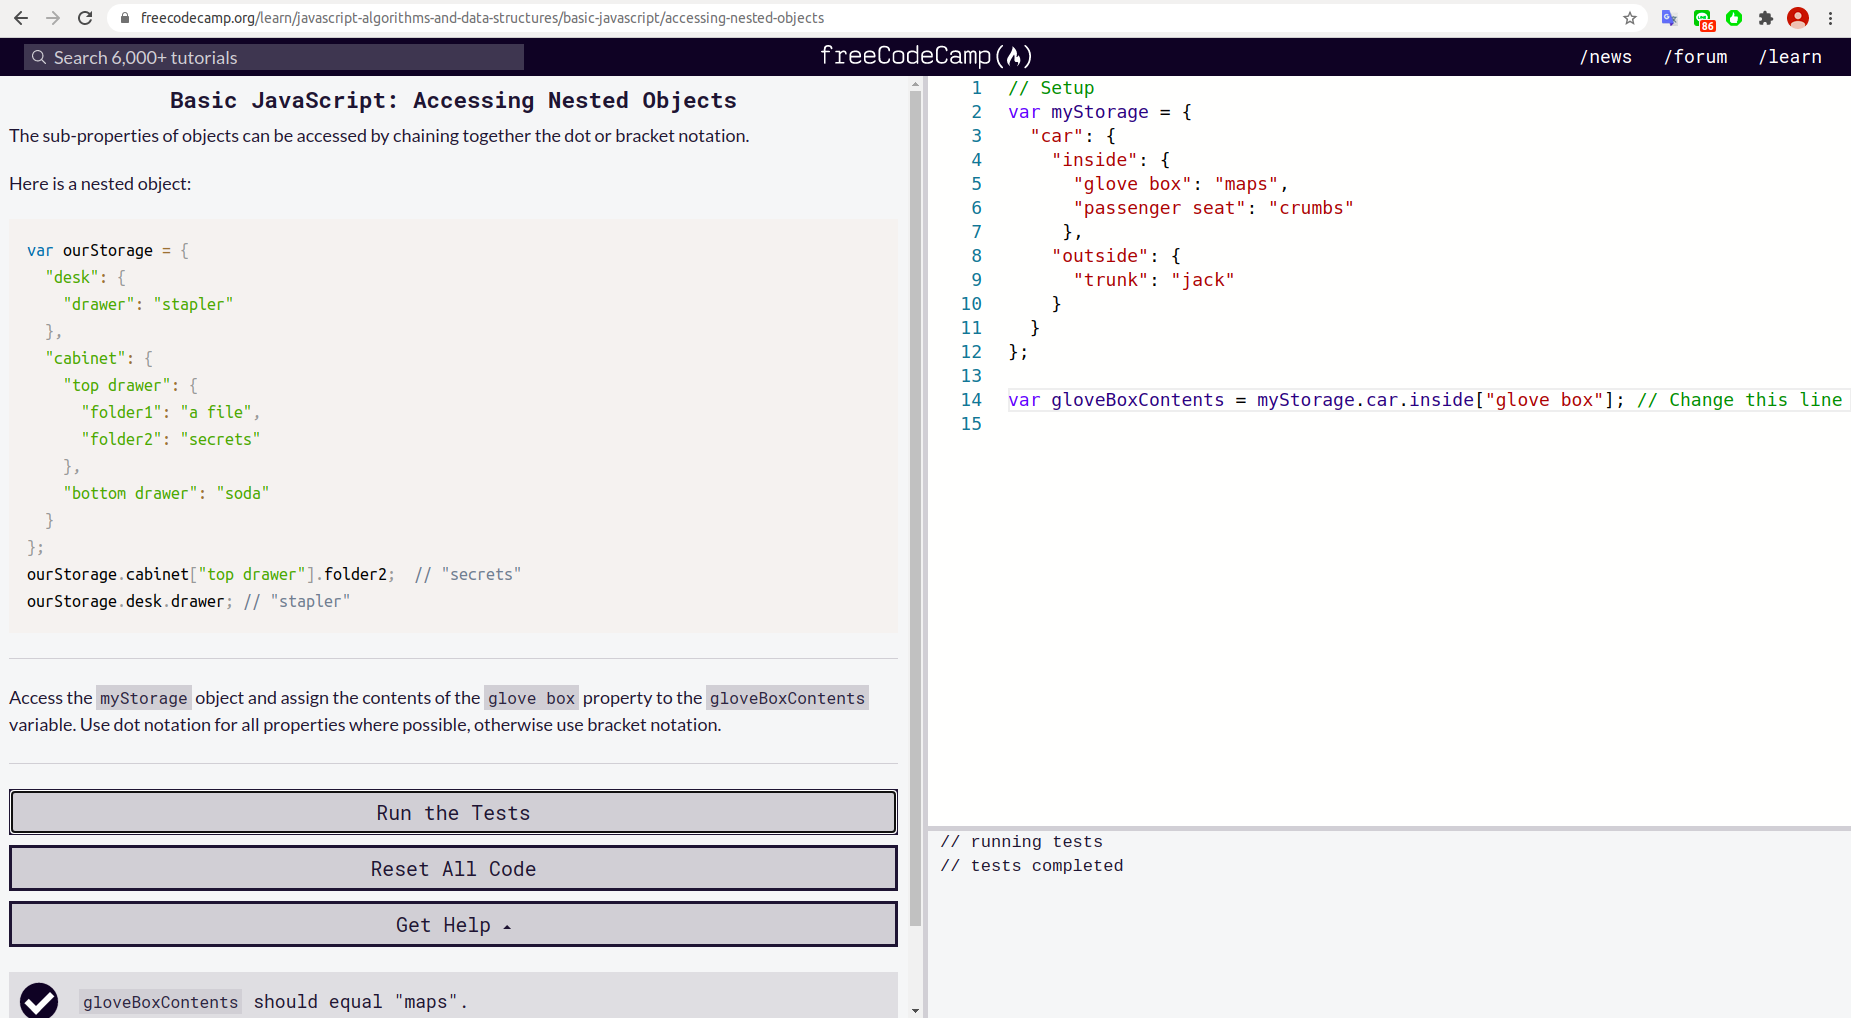 freecodecamp.org/learn/javascript-algorithms-and-data-structures/basic-javascript/accessing-nested-objects
86
Search 6,000+ tutorials
freeCodeCamp
/news
/forum
/learn
Basic JavaScript: Accessing Nested Objects
The sub-properties of objects can be accessed by chaining together the dot or bracket notation.
Here is a nested object:
var ourStorage = {
  "desk": {
    "drawer": "stapler"
  },
  "cabinet": {
    "top drawer": {
      "folder1": "a file",
      "folder2": "secrets"
    },
    "bottom drawer": "soda"
  }
};
ourStorage.cabinet["top drawer"].folder2;  // "secrets"
ourStorage.desk.drawer; // "stapler"
Access the myStorage object and assign the contents of the glove box property to the gloveBoxContents
variable. Use dot notation for all properties where possible, otherwise use bracket notation.
Run the Tests
Reset All Code
Get Help
gloveBoxContents should equal "maps".
1 // Setup
2 var myStorage = {
3   "car": {
4     "inside": {
5       "glove box": "maps",
6       "passenger seat": "crumbs"
7      },
8     "outside": {
9       "trunk": "jack"
10     }
11   }
12 };
13
14 var gloveBoxContents = myStorage.car.inside["glove box"]; // Change this line
15
// running tests
// tests completed